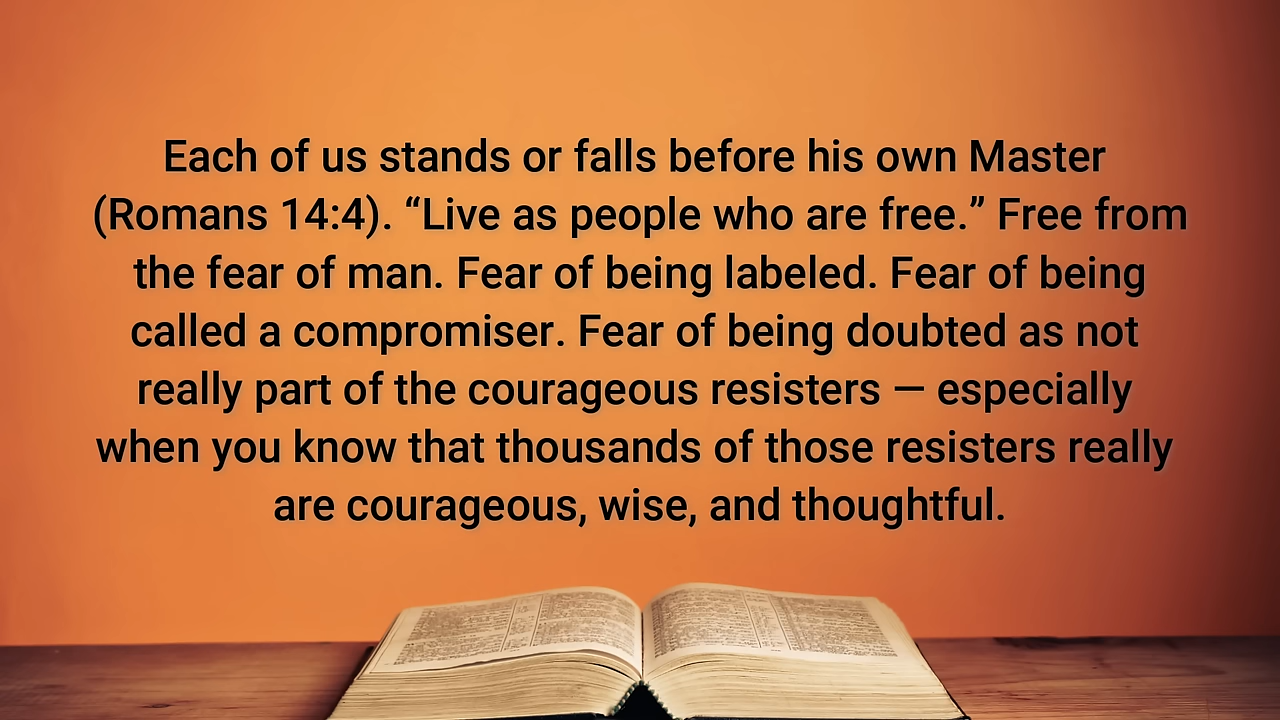 Each of us stands or falls before his own Master
(Romans 14:4). “Live as people who are free.” Free from
the fear of man. Fear of being labeled. Fear of being
called a compromiser. Fear of being doubted as not
really part of the courageous resisters — especially
when you know that thousands of those resisters really
are courageous, wise, and thoughtful.